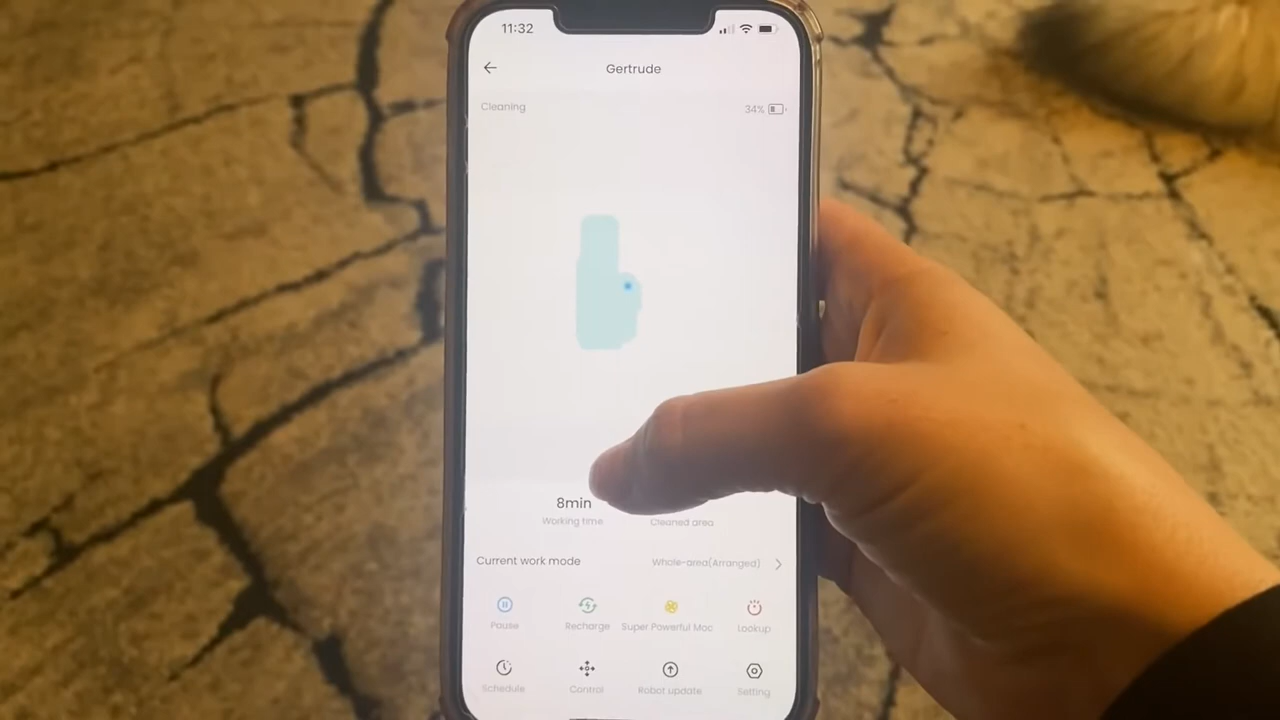 11:32
Gertrude
Cleaning
34%
8min
Working time
Cleaned area
Current work mode
Whole-area(Arranged)
Pause
Recharge
Super Powerful Moc
Lookup
Schedule
Control
Robot update
Setting